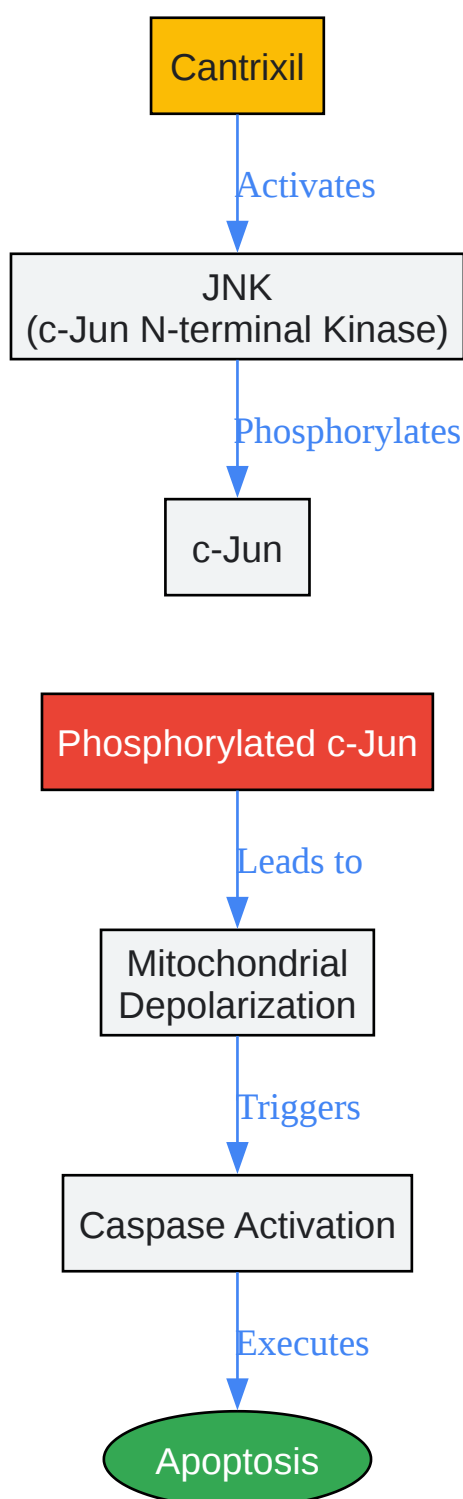 Cantrixil
Activates
JNK
(c-Jun N-terminal Kinase)
Phosphorylates
c-Jun
Phosphorylated c-Jun
Leads to
Mitochondrial
Depolarization
Triggers
Caspase Activation
Executes
Apoptosis